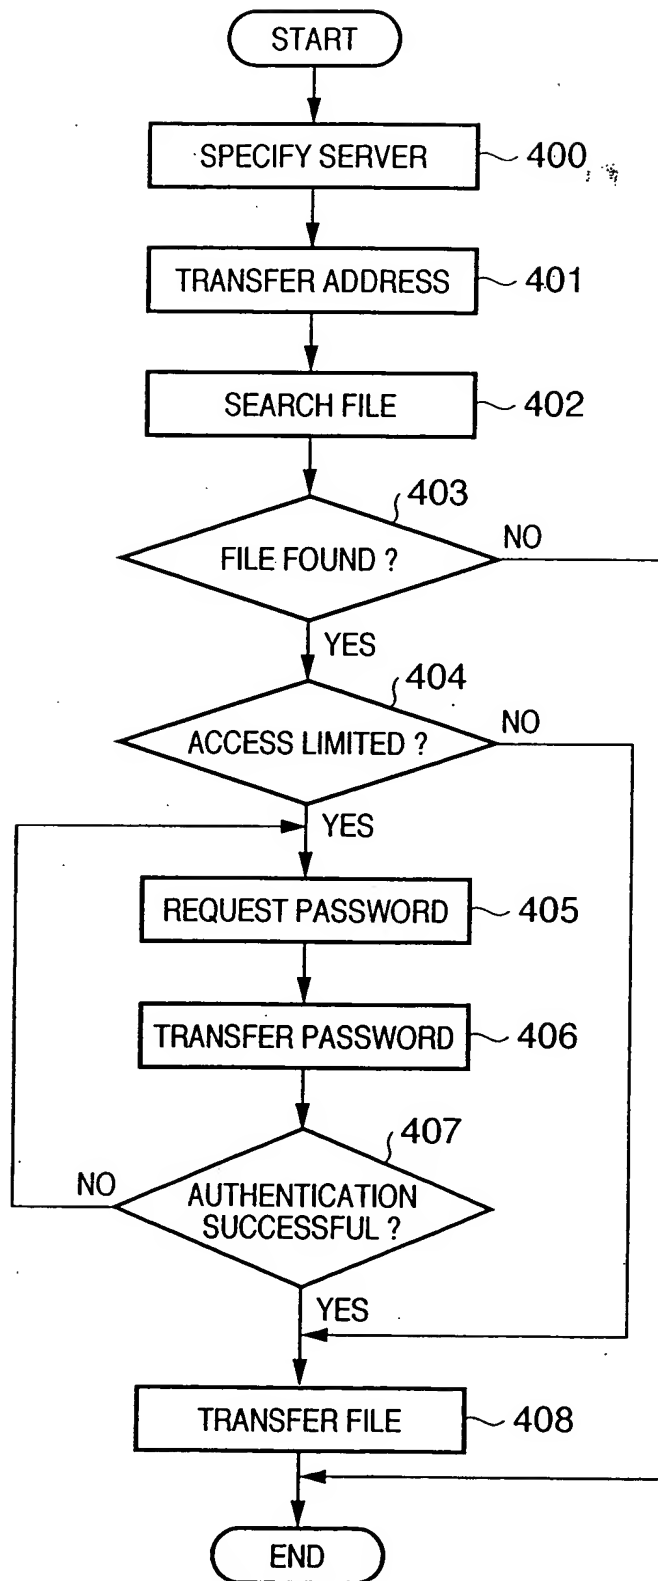 START
SPECIFY SERVER 400
TRANSFER ADDRESS 401
SEARCH FILE 402
403
FILE FOUND ? NO
YES
404
ACCESS LIMITED ? NO
YES
REQUEST PASSWORD 405
TRANSFER PASSWORD 406
407
NO
AUTHENTICATION
SUCCESSFUL ?
YES
TRANSFER FILE 408
END